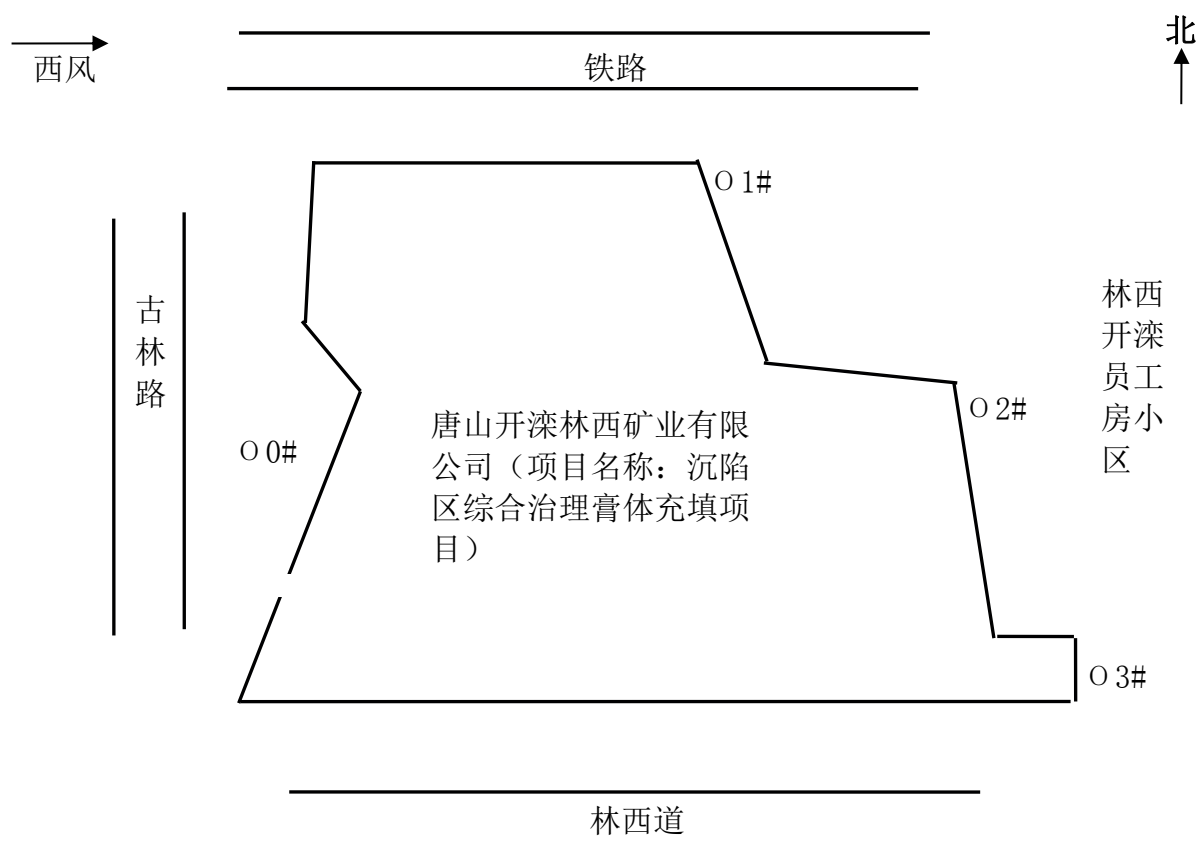 北
西风
铁路
O 1#
古
林
路
林西
开滦
员工
房小
区
O 2#
唐山开滦林西矿业有限
公司（项目名称：沉陷
区综合治理膏体充填项
目）
O 0#
O 3#
林西道